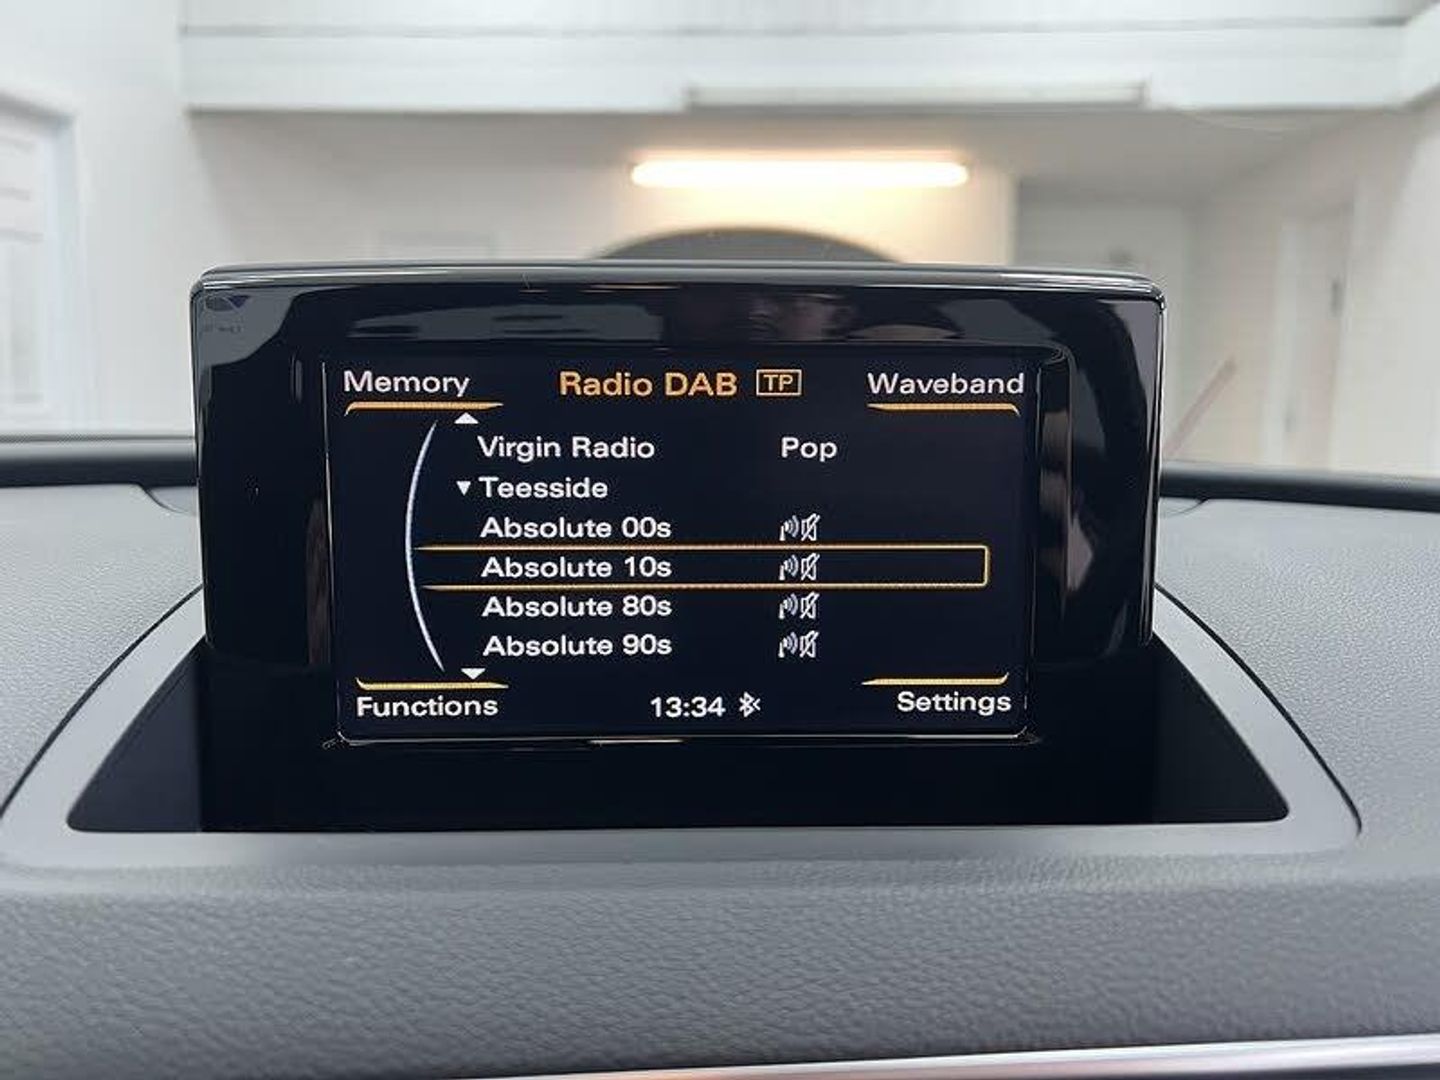 Memory Radio DAB TP Waveband
Virgin Radio Pop
Teesside
Absolute 00s
Absolute 10s
Absolute 80s
Absolute 90s
Functions 13:34 Settings